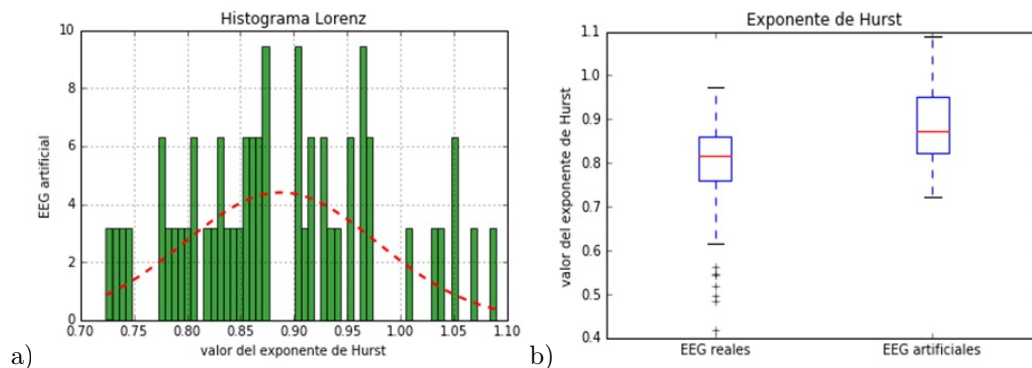 Histograma Lorenz
10
8
6
4
2
0
EEG artificial
0.70 0.75 0.80 0.85 0.90 0.95 1.00 1.05 1.10
valor del exponente de Hurst
a)
Exponente de Hurst
1.1
1.0
0.9
0.8
0.7
0.6
0.5
0.4
valor del exponente de Hurst
EEG reales EEG artificiales
b)